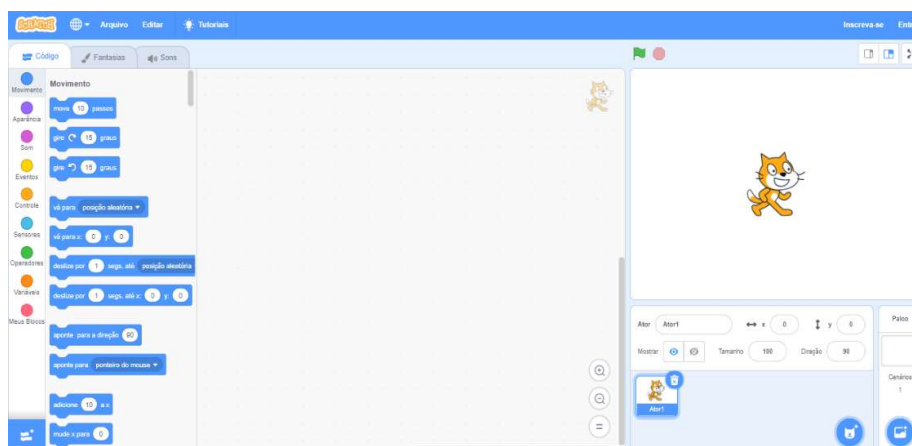 SCRATCH Arquivo Editar Tutoriais Inscreva-se Ent
Código Fantasias Sons
Movimento
Aparência
Som
Eventos
Controle
Sensores
Operadores
Variáveis
Meus Blocos
Movimento
mova 10 passos
gire 15 graus
gire 15 graus
vá para posição aleatória
vá para x: 0 y: 0
deslize por 1 segs. até posição aleatória
deslize por 1 segs. até x: 0 y: 0
aponte para a direção 90
aponte para ponteiro do mouse
adicione 10 a x
mude x para 0
Ator Ator1 x 0 y 0
Mostrar Tamanho 100 Direção 90
Ator1
Palco
Cenários
1